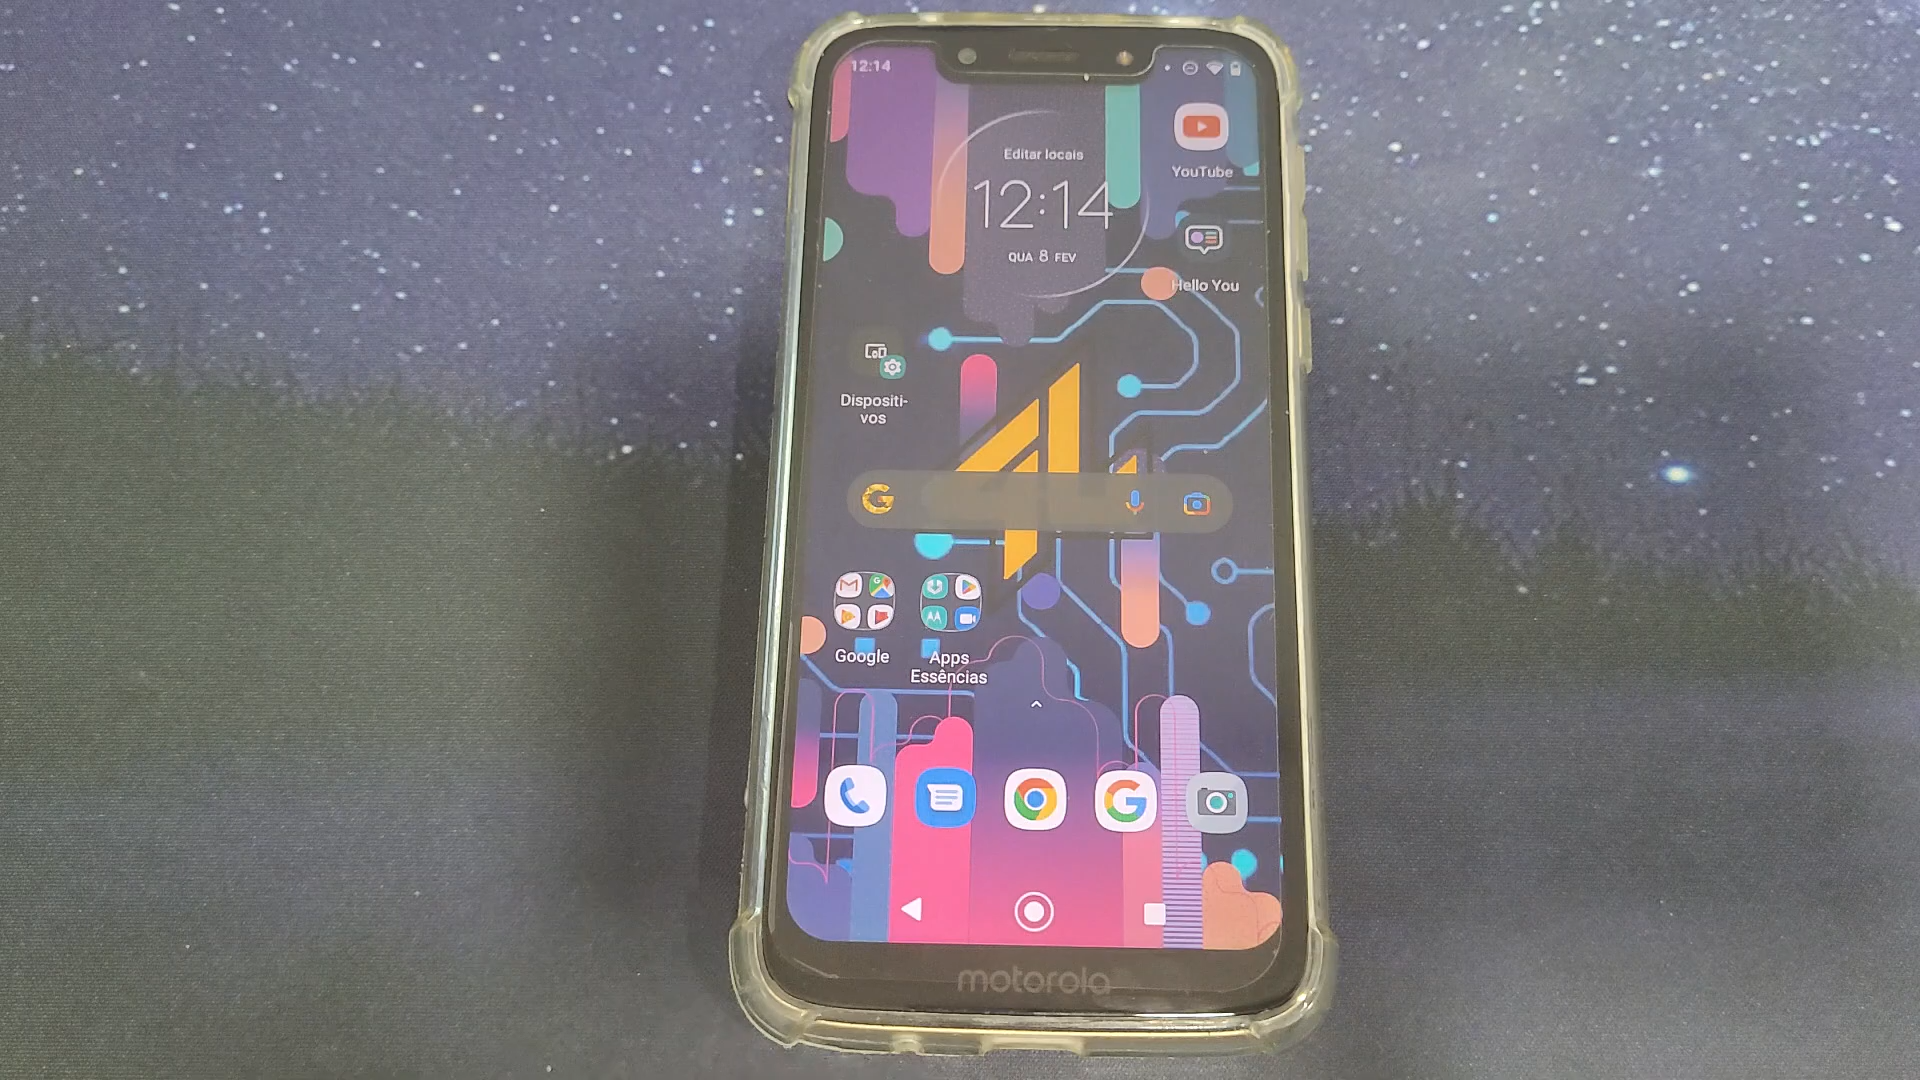 12:14
Editar locais
12:14
QUA 8 FEV
YouTube
Hello You
Dispositi-
vos
Google
Apps
Essências
motorola